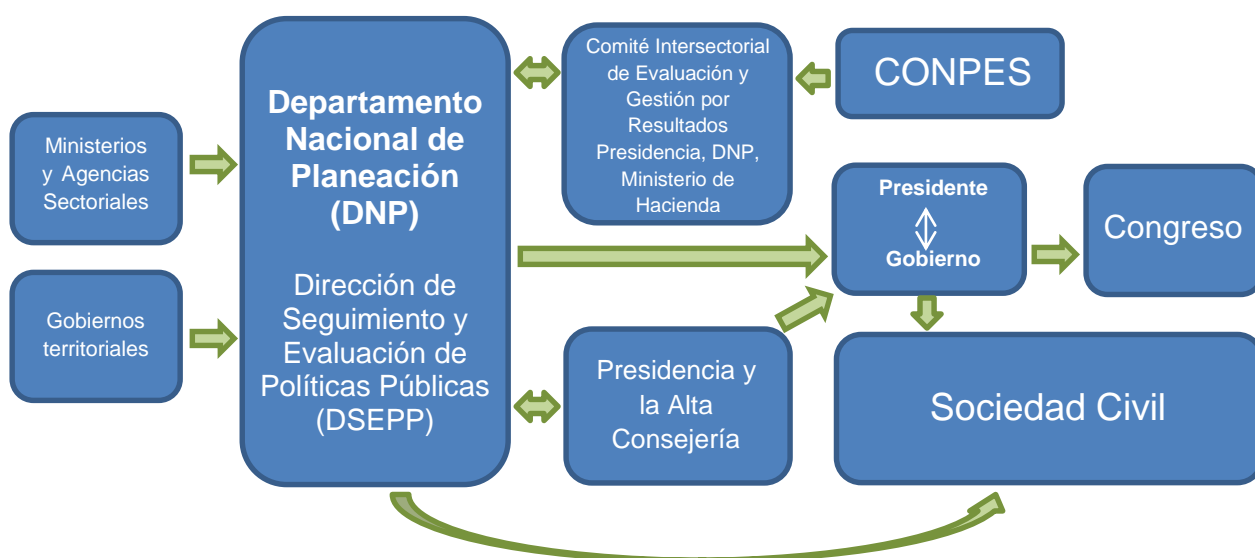 Ministerios
y Agencias
Sectoriales
Gobiernos
territoriales
Departamento
Nacional de
Planeación
(DNP)
Dirección de
Seguimiento y
Evaluación de
Políticas Públicas
(DSEPP)
Comité Intersectorial
de Evaluación y
Gestión por
Resultados
Presidencia, DNP,
Ministerio de
Hacienda
CONPES
Presidente
Gobierno
Congreso
Presidencia y
la Alta
Consejería
Sociedad Civil